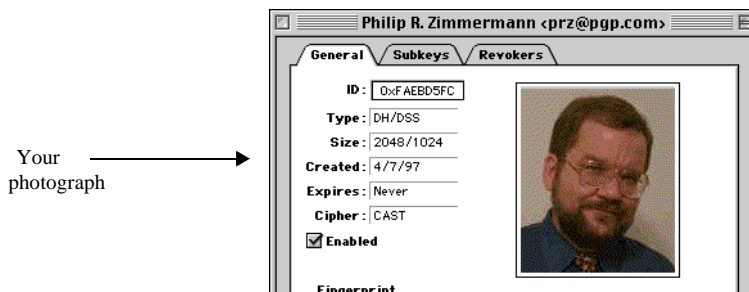 Philip R. Zimmermann <prz@pgp.com>
General Subkeys Revokers
ID: 0xFAEBD5FC
Type: DH/DSS
Size: 2048/1024
Created: 4/7/97
Expires: Never
Cipher: CAST
Enabled
Fingerprint
Your
photograph